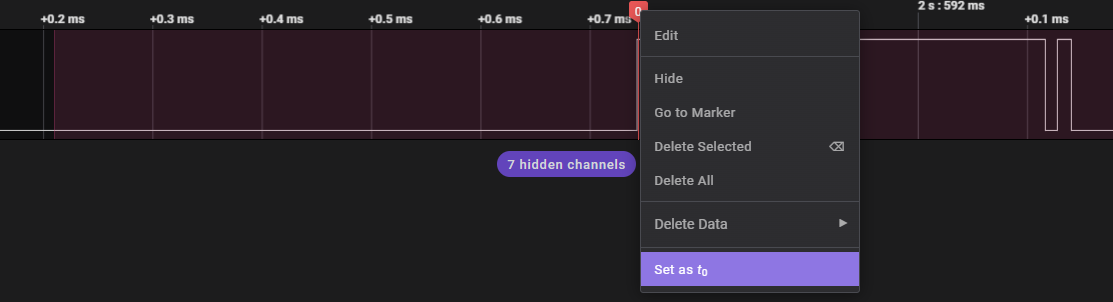 +0.2 ms +0.3 ms +0.4 ms +0.5 ms +0.6 ms +0.7 ms 0 2 s : 592 ms +0.1 ms
Edit
Hide
Go to Marker
Delete Selected
7 hidden channels
Delete All
Delete Data
Set as t₀